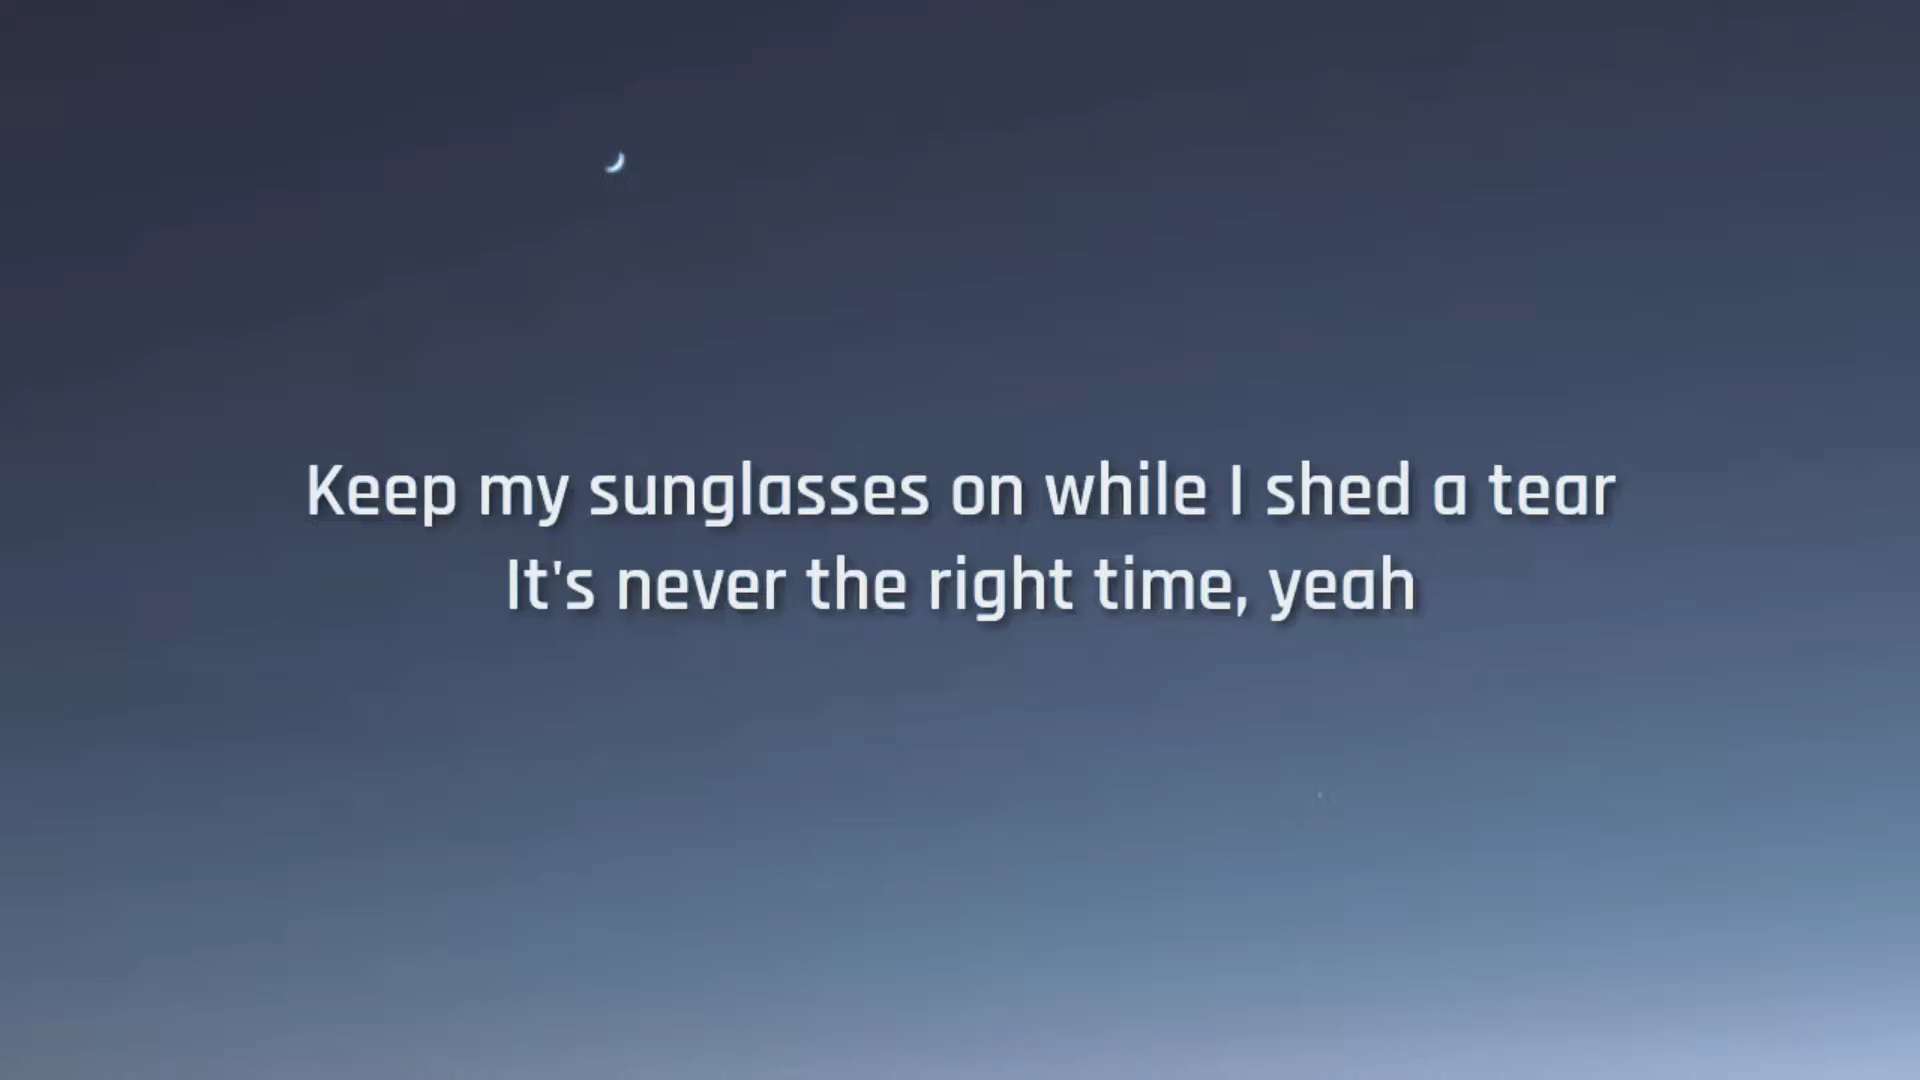 Keep my sunglasses on while I shed a tear
It's never the right time, yeah